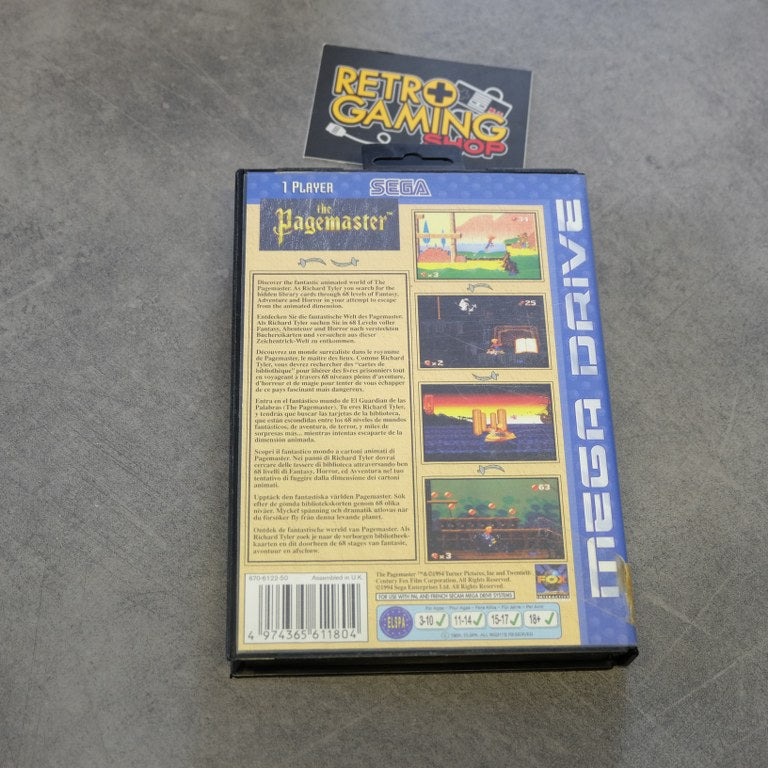 RETRO
GAMING
SHOP
1 PLAYER
SEGA
the
Pagemaster™
Discover the fantastic animated world of The
Pagemaster. As Richard Tyler you search for the
hidden library cards through 68 levels of Fantasy,
Adventure and Horror in your attempt to escape
from the animated dimension.
Entdecken Sie die fantastische Welt des Pagemaster.
Als Richard Tyler suchen Sie in 68 Leveln voller
Fantasy, Abenteuer und Horror nach versteckten
Büchereikarten und versuchen aus dieser
Zeichentrick-Welt zu entkommen.
Découvrez un monde surréaliste dans le royaume
de Pagemaster, le maître des lieux. Comme Richard
Tyler, vous devrez rechercher des "cartes de
bibliothèque" pour libérer des livres prisonniers tout
en voyageant à travers 68 niveaux pleins d'aventure,
d'horreur et de magie pour tenter de vous échapper
de ce pays fascinant mais dangereux.
Entra en el fantástico mundo de El Guardian de las
Palabras (The Pagemaster). Tu eres Richard Tyler,
y tendrás que buscar las tarjetas de la biblioteca,
que están escondidas entre los 68 niveles de mundos
fantásticos, de aventura, de terror, y miles de
sorpresas más... mientras intentas escaparte de la
dimensión animada.
Scopri il fantastico mondo a cartoni animati di
Pagemaster. Nei panni di Richard Tyler dovrai
cercare delle tessere di biblioteca attraversando ben
68 livelli di Fantasy, Horror, ed Avventura nel tuo
tentativo di fuggire dalla dimensione dei cartoni
animati.
Upptäck den fantastiska världen Pagemaster. Sök
efter de gömda bibliotekskorten genom 68 olika
nivåer. Mycket spänning och dramatik utlovas när
du försöker fly från denna levande planet.
Ontdek de fantastische wereld van Pagemaster. Als
Richard Tyler zoek je naar de verborgen bibliotheek-
kaarten en dit doorheen de 68 stages van fantasie,
avontuur en afschuw.
34
×3
25
×2
63
×3
MEGA DRIVE
670-6122-50 Assembled in U.K.
4 974365 611804
The Pagemaster ™&©1994 Turner Pictures, Inc and Twentieth
Century Fox Film Corporation. All Rights Reserved.
©1994 Sega Enterprises Ltd. All Rights Reserved.
FOR USE WITH PAL AND FRENCH SECAM MEGA DRIVE SYSTEMS
FOX
INTERACTIVE
ELSPA
3-10 11-14 15-17 18+